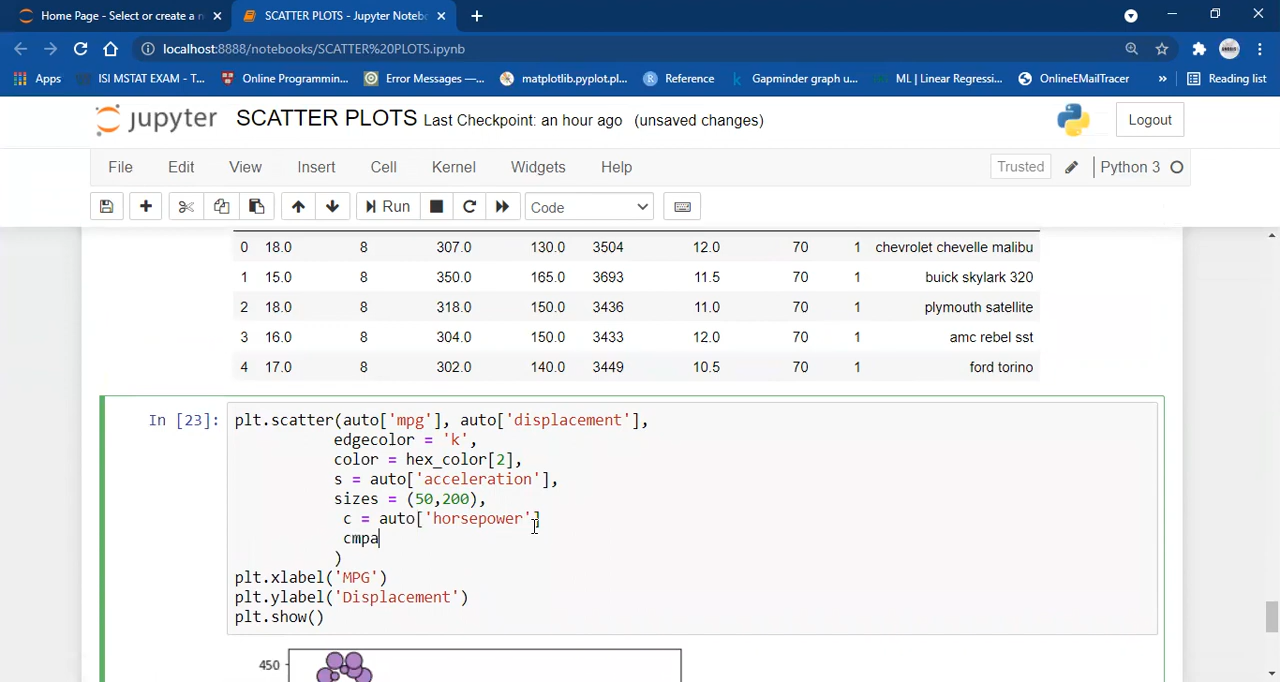 Home Page - Select or create a n
SCATTER PLOTS - Jupyter Notebo
localhost:8888/notebooks/SCATTER%20PLOTS.ipynb
Apps ISI MSTAT EXAM - T... Online Programmin... Error Messages —... matplotlib.pyplot.pl... Reference Gapminder graph u... ML | Linear Regressi... OnlineEMailTracer » Reading list
jupyter SCATTER PLOTS Last Checkpoint: an hour ago (unsaved changes) Logout
File Edit View Insert Cell Kernel Widgets Help Trusted Python 3
Run Code
0 18.0 8 307.0 130.0 3504 12.0 70 1 chevrolet chevelle malibu
1 15.0 8 350.0 165.0 3693 11.5 70 1 buick skylark 320
2 18.0 8 318.0 150.0 3436 11.0 70 1 plymouth satellite
3 16.0 8 304.0 150.0 3433 12.0 70 1 amc rebel sst
4 17.0 8 302.0 140.0 3449 10.5 70 1 ford torino
In [23]: plt.scatter(auto['mpg'], auto['displacement'],
edgecolor = 'k',
color = hex_color[2],
s = auto['acceleration'],
sizes = (50,200),
c = auto['horsepower']
cmpa
)
plt.xlabel('MPG')
plt.ylabel('Displacement')
plt.show()
450